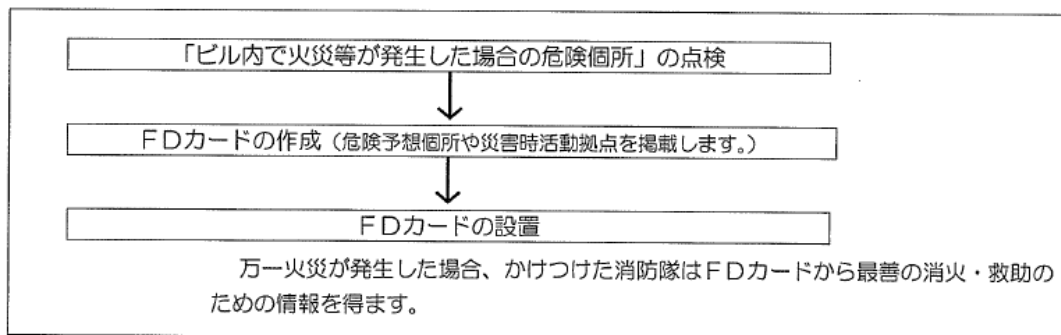 「ビル内で火災等が発生した場合の危険個所」の点検
FDカードの作成(危険予想個所や災害時活動拠点を掲載します。)
FDカードの設置
万一火災が発生した場合、かけつけた消防隊はFDカードから最善の消火・救助の
ための情報を得ます。